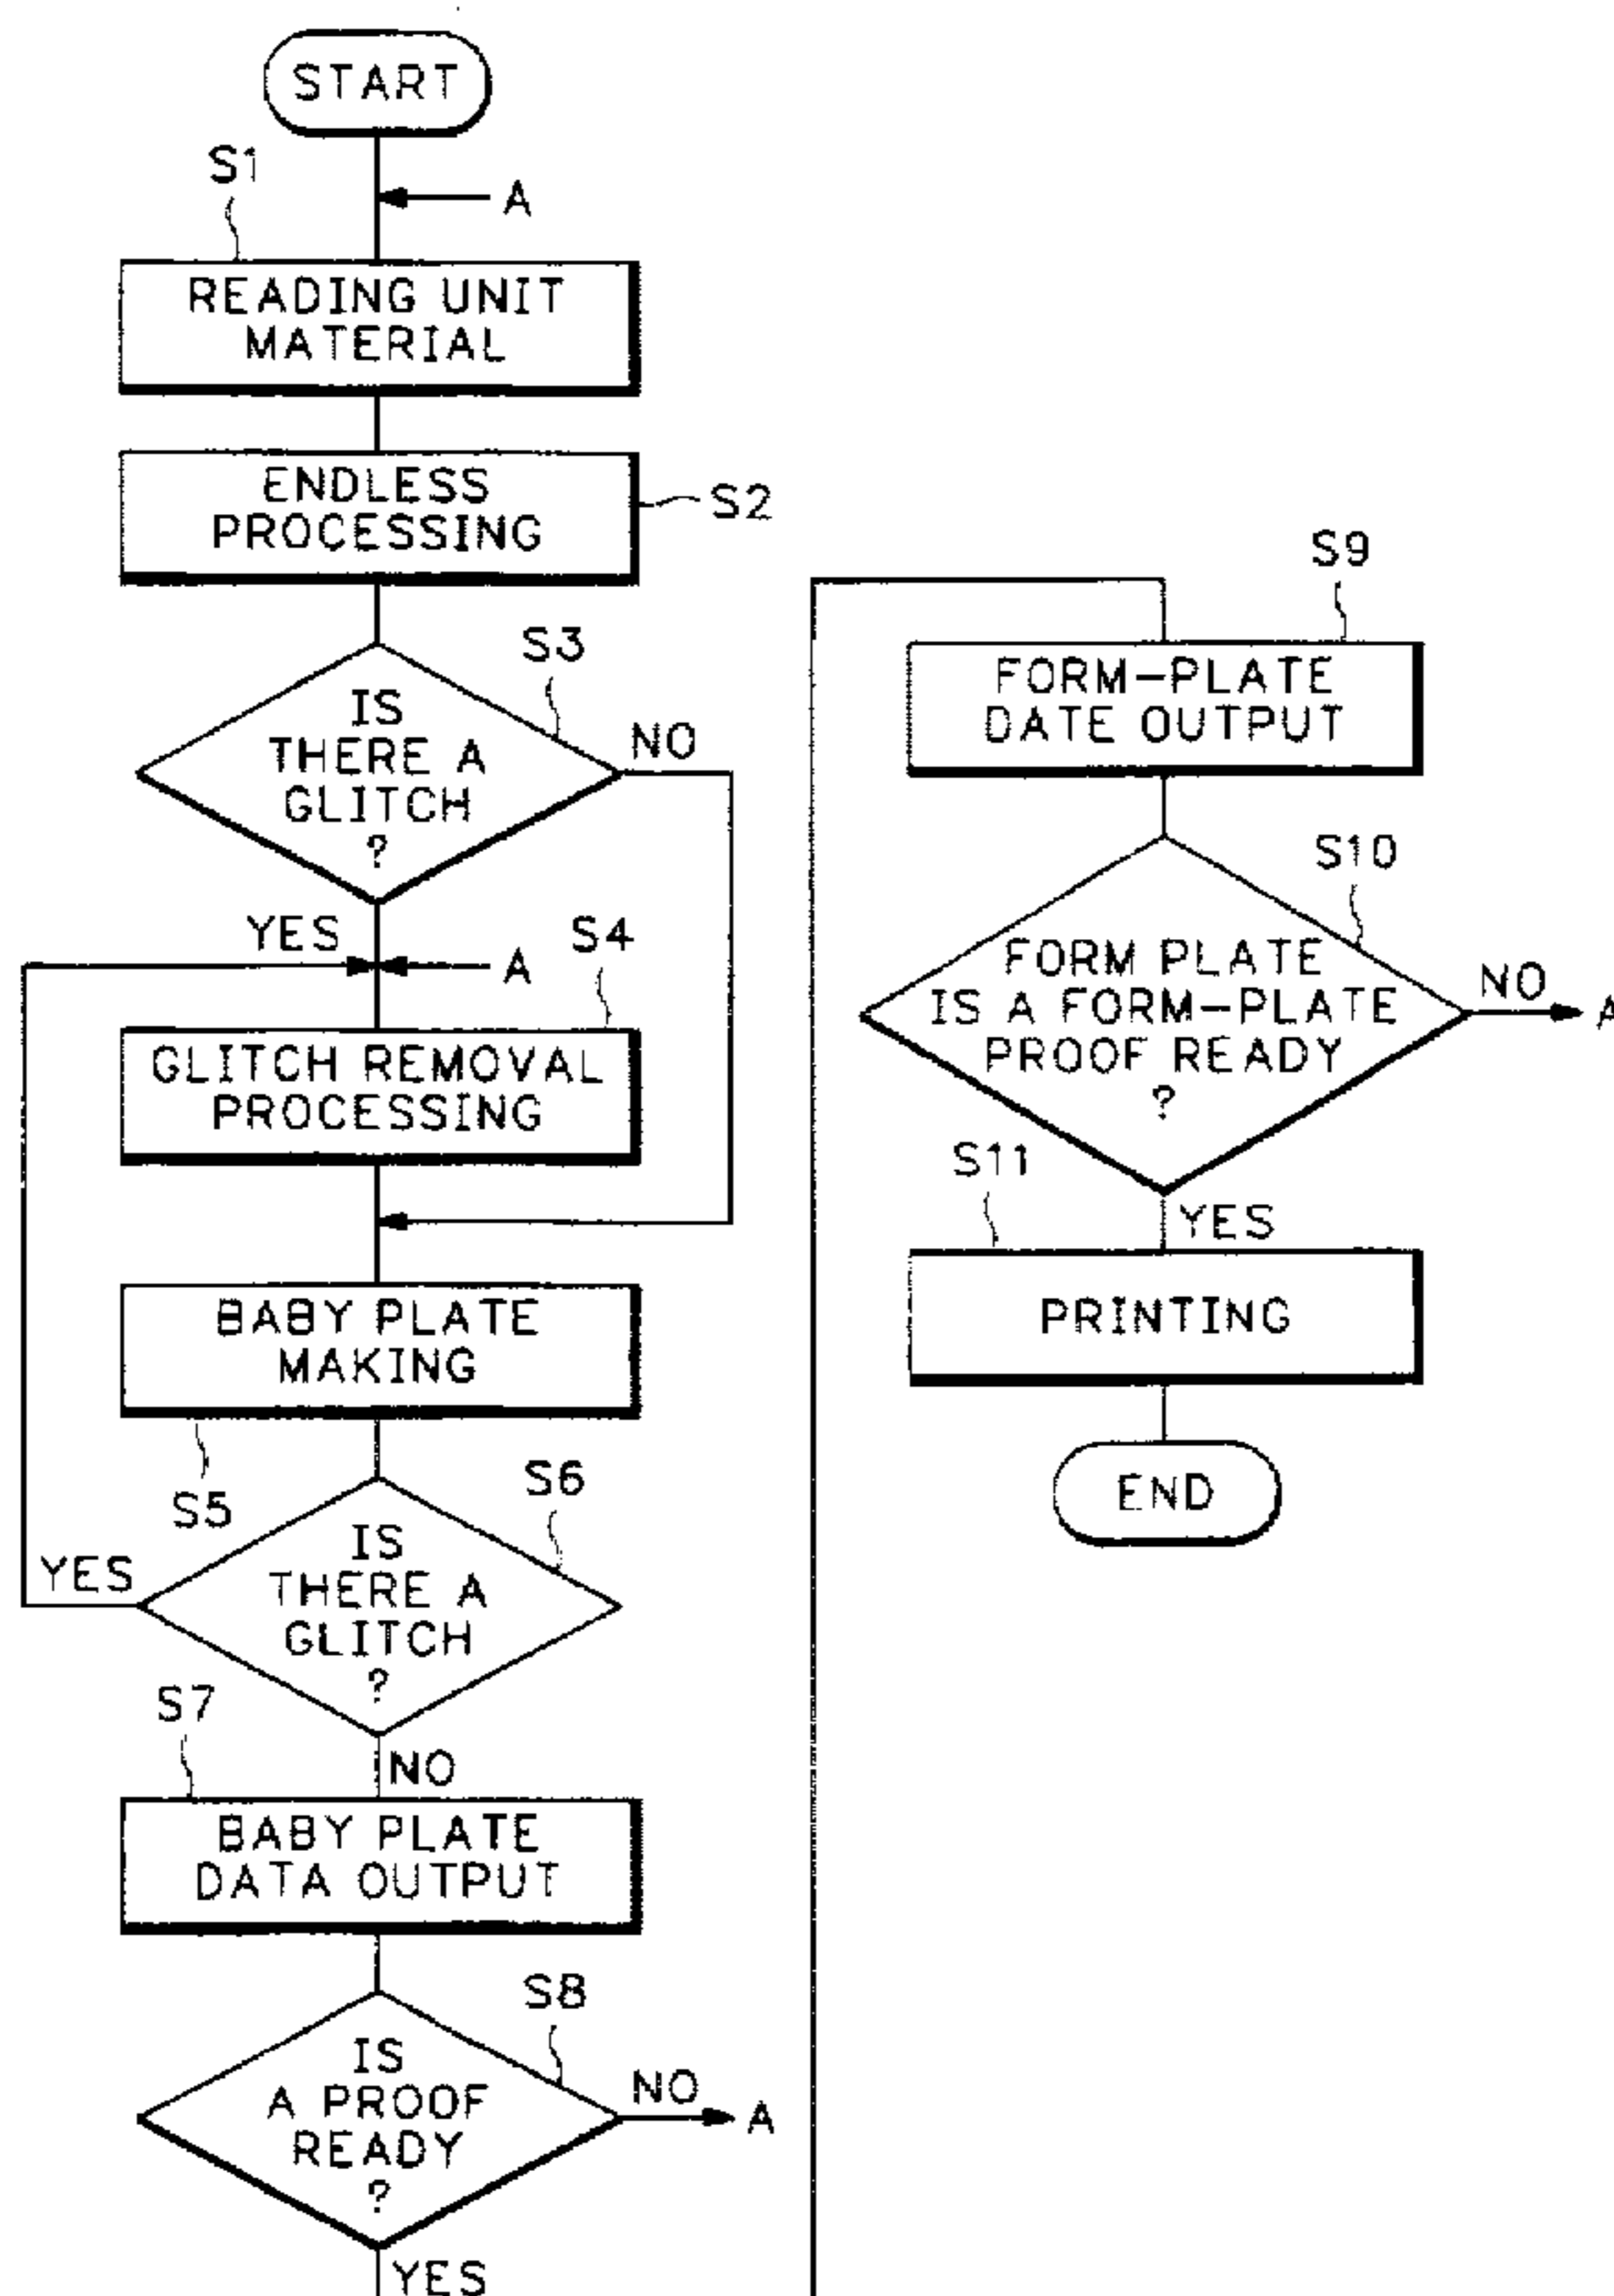 START
S1
A
READING UNIT
MATERIAL
ENDLESS
PROCESSING
S2
S3
IS
THERE A
GLITCH
?
NO
YES
A
S4
GLITCH REMOVAL
PROCESSING
BABY PLATE
MAKING
S5
S6
IS
THERE A
GLITCH
?
YES
S7
NO
BABY PLATE
DATA OUTPUT
S8
IS
A PROOF
READY
?
NO
A
YES
S9
FORM-PLATE
DATE OUTPUT
S10
FORM PLATE
IS A FORM-PLATE
PROOF READY
?
NO
A
S11
YES
PRINTING
END